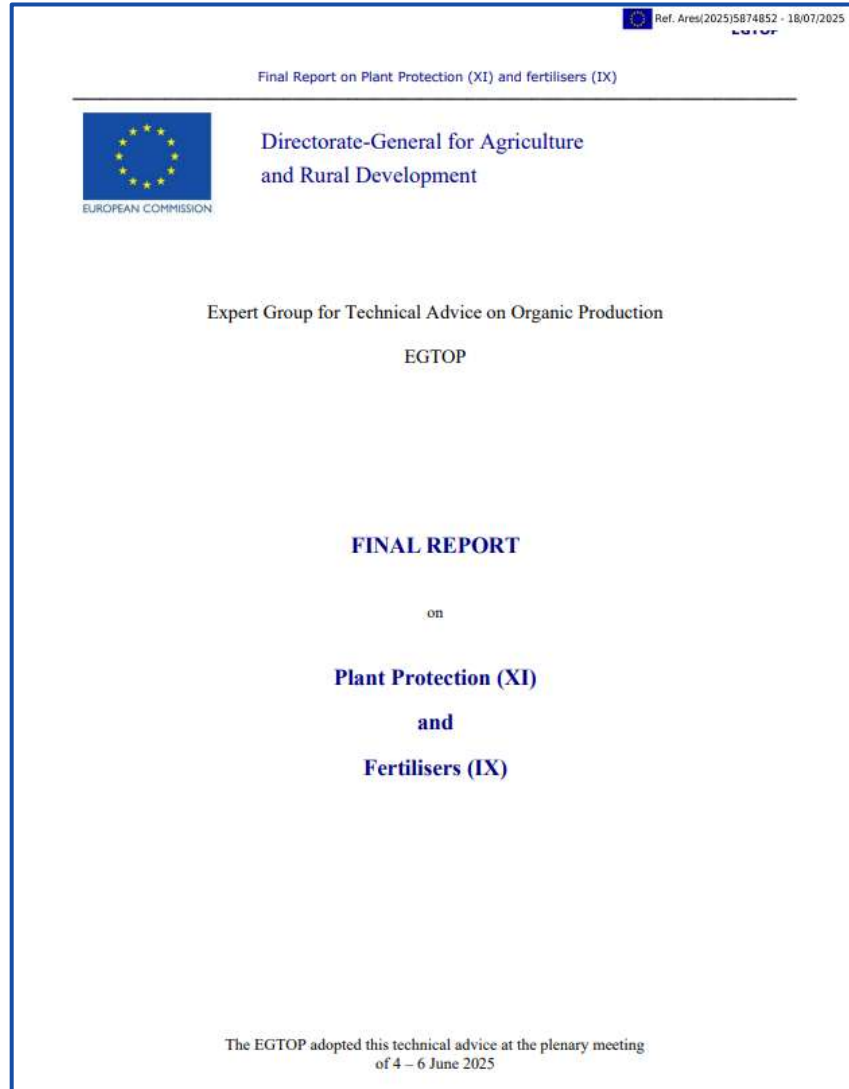 Ref. Ares(2025)5874852 - 18/07/2025
EGTOP
Final Report on Plant Protection (XI) and fertilisers (IX)
Directorate-General for Agriculture
and Rural Development
EUROPEAN COMMISSION
Expert Group for Technical Advice on Organic Production
EGTOP
FINAL REPORT
on
Plant Protection (XI)
and
Fertilisers (IX)
The EGTOP adopted this technical advice at the plenary meeting
of 4 – 6 June 2025